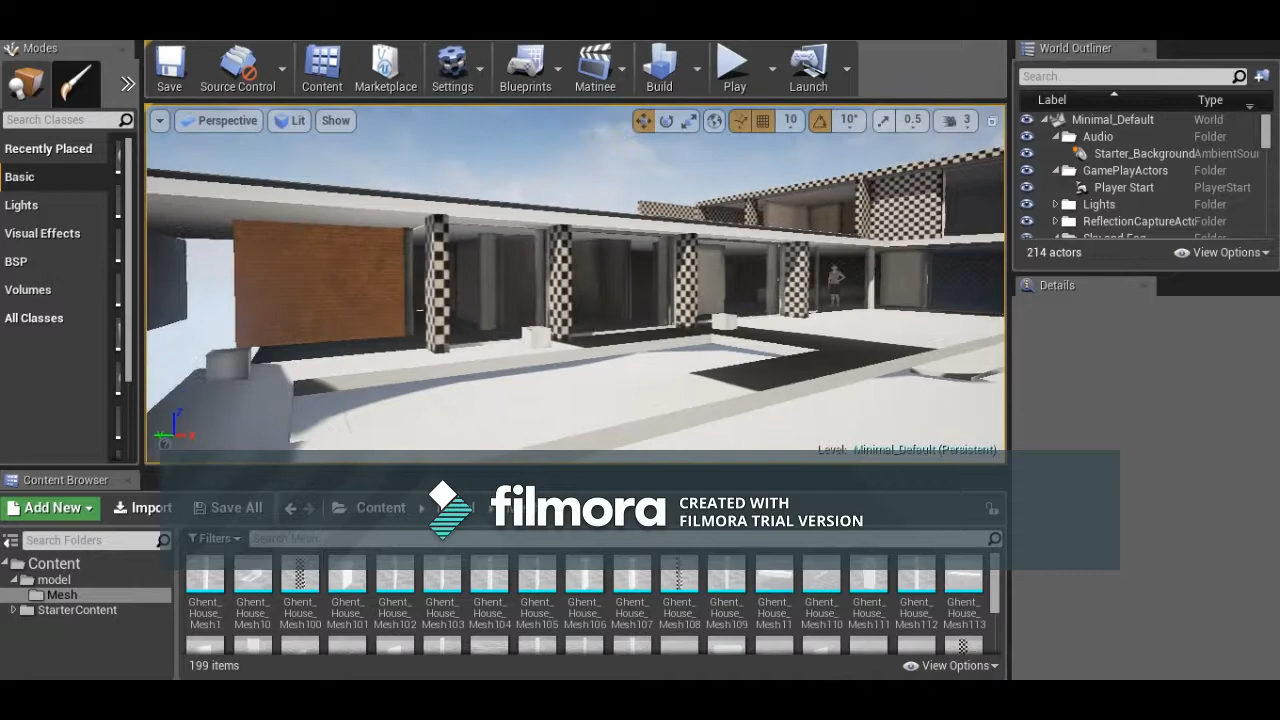 Modes
Save
Source Control
Content
Marketplace
Settings
Blueprints
Matinee
Build
Play
Launch
Search Classes
Recently Placed
Basic
Lights
Visual Effects
BSP
Volumes
All Classes
Perspective
Lit
Show
10
10°
0.5
3
Level: Minimal_Default (Persistent)
World Outliner
Search...
Label
Type
Minimal_Default World
Audio Folder
Starter_Background AmbientSou
GamePlayActors Folder
Player Start PlayerStart
Lights Folder
ReflectionCaptureActo Folder
Sky and Fog Folder
214 actors
View Options
Details
Content Browser
Add New
Import
Save All
Content
filmora
CREATED WITH
FILMORA TRIAL VERSION
Search Folders
Filters
Search Mesh
Content
model
Mesh
StarterContent
Ghent_ Ghent_ Ghent_ Ghent_ Ghent_ Ghent_ Ghent_ Ghent_ Ghent_ Ghent_ Ghent_ Ghent_ Ghent_ Ghent_ Ghent_ Ghent_ Ghent_
House_ House_ House_ House_ House_ House_ House_ House_ House_ House_ House_ House_ House_ House_ House_ House_ House_
Mesh1 Mesh10 Mesh100 Mesh101 Mesh102 Mesh103 Mesh104 Mesh105 Mesh106 Mesh107 Mesh108 Mesh109 Mesh11 Mesh110 Mesh111 Mesh112 Mesh113
199 items
View Options